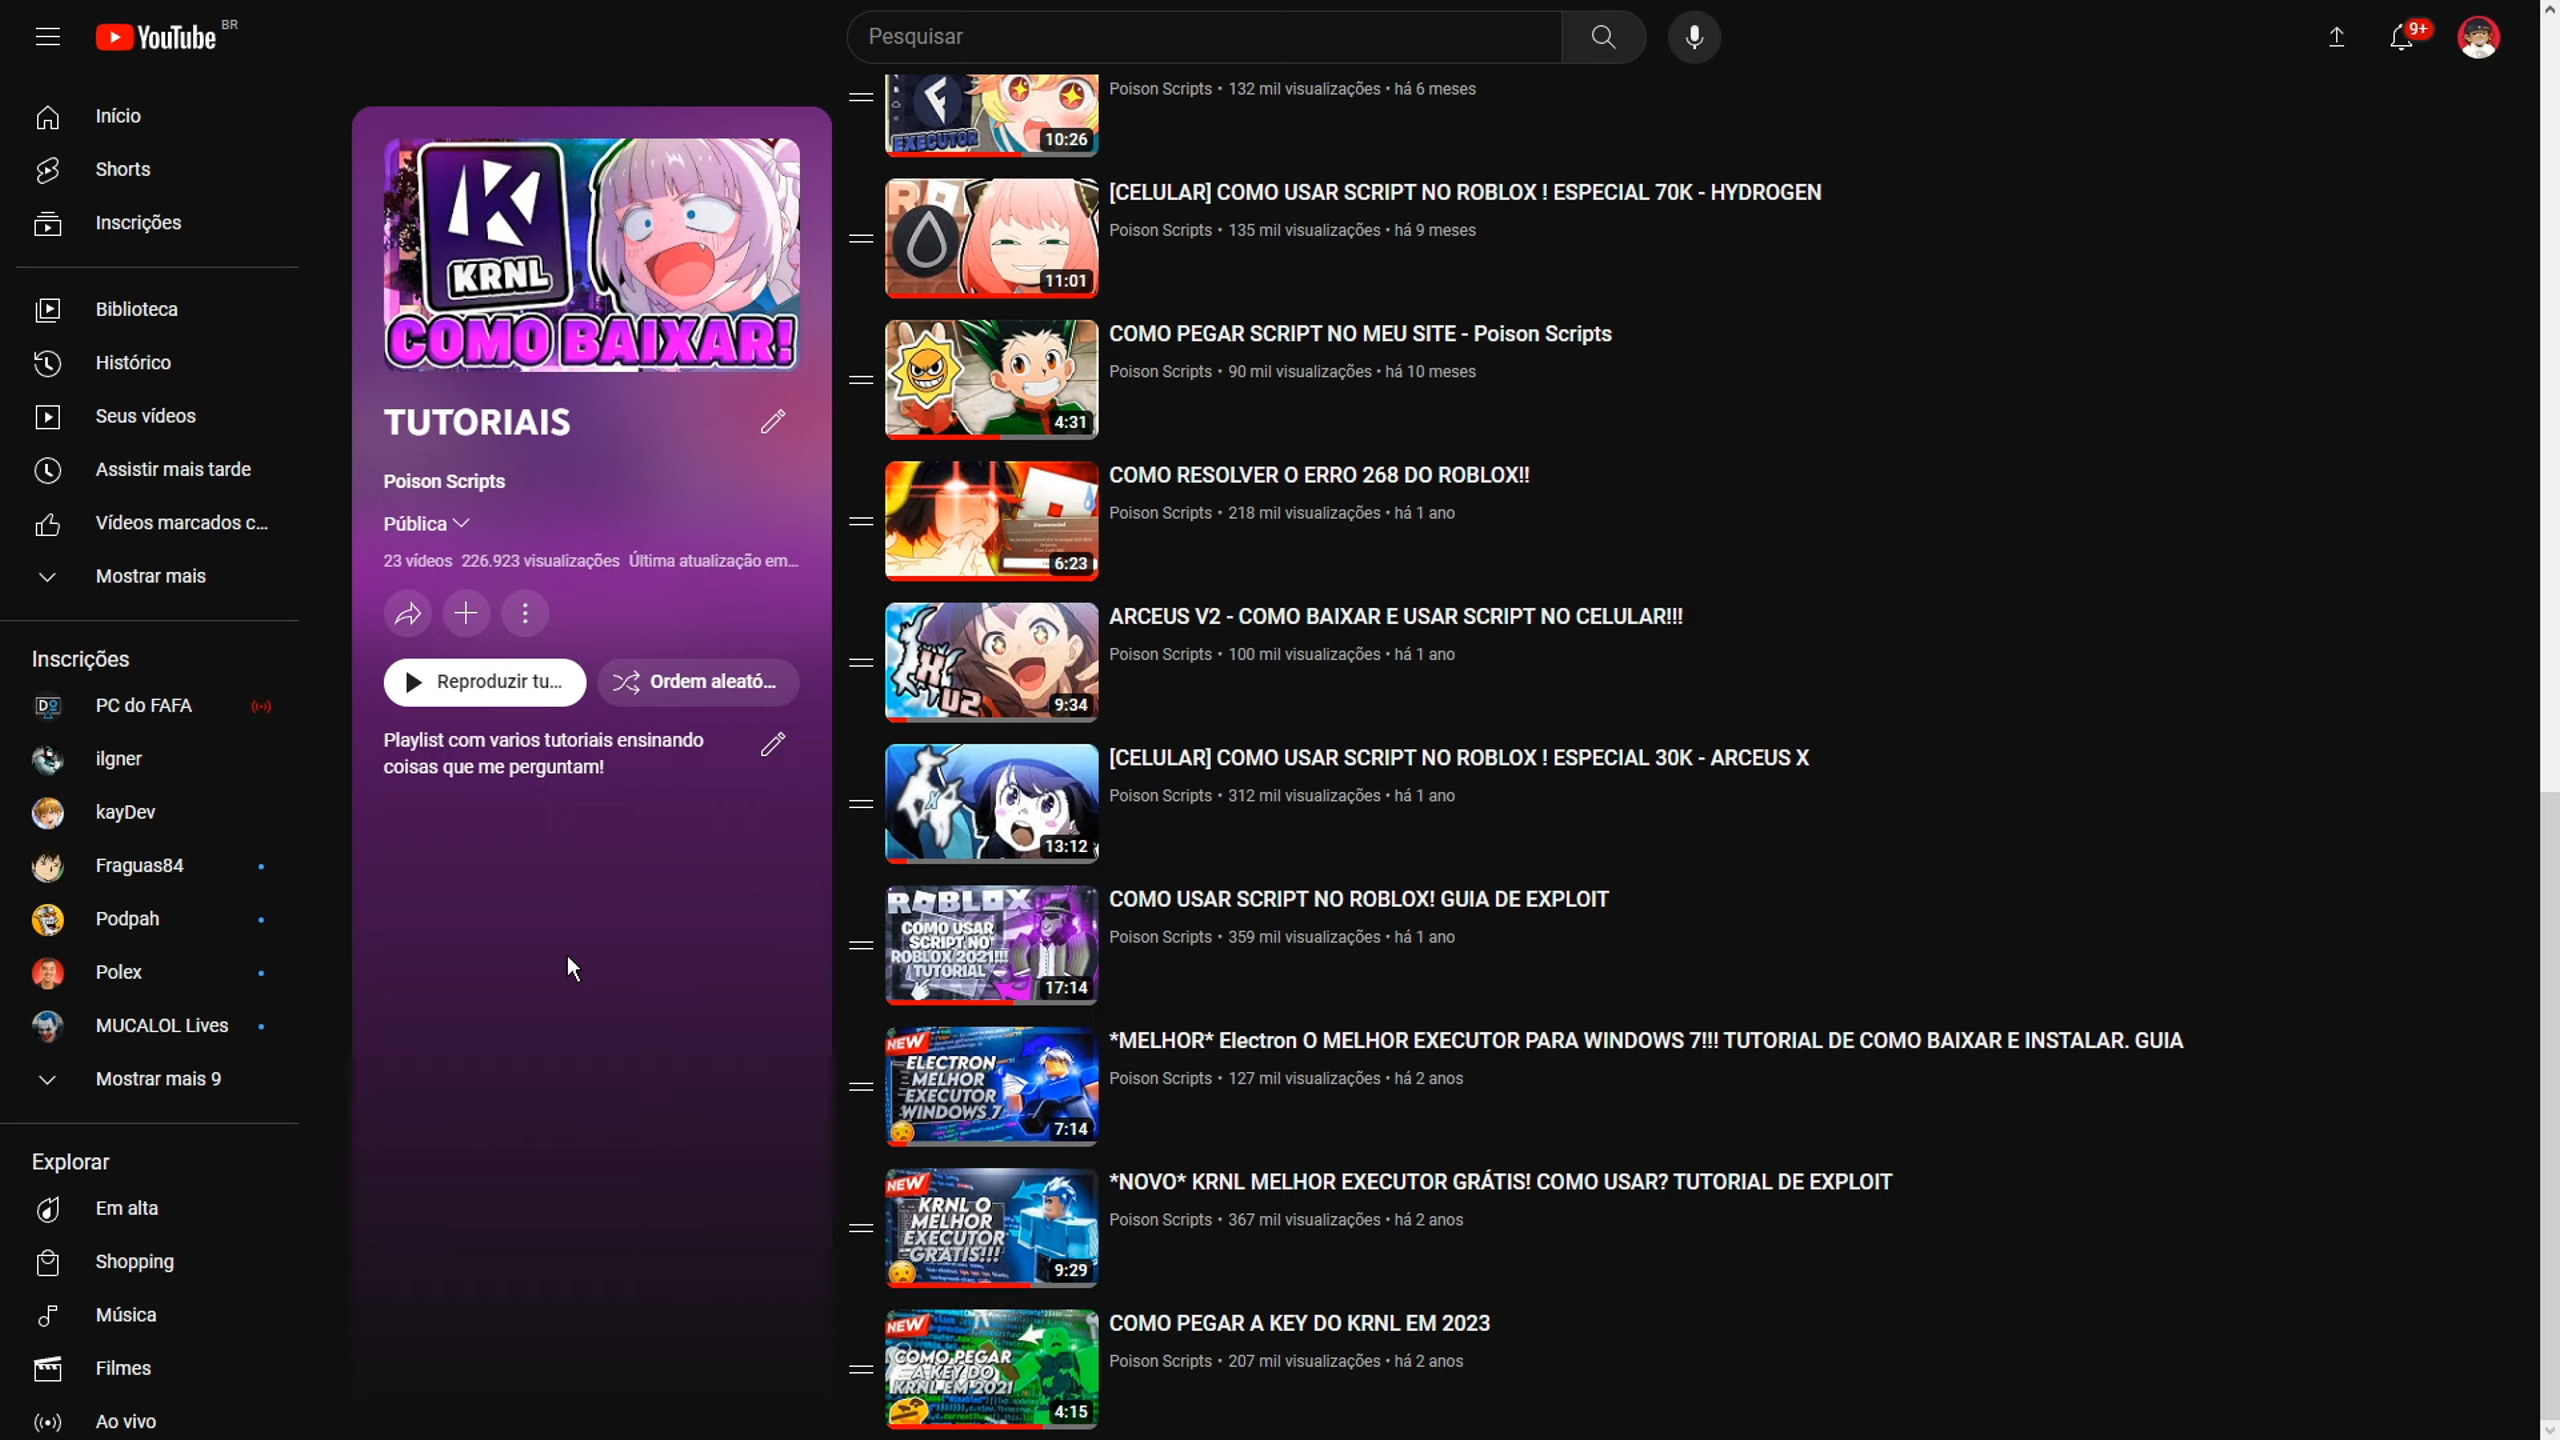 YouTube BR
Pesquisar
9+
Início
Shorts
Inscrições
Biblioteca
Histórico
Seus vídeos
Assistir mais tarde
Vídeos marcados c...
Mostrar mais
Inscrições
PC do FAFA
ilgner
kayDev
Fraguas84
Podpah
Polex
MUCALOL Lives
Mostrar mais 9
Explorar
Em alta
Shopping
Música
Filmes
Ao vivo
KRNL
COMO BAIXAR!
TUTORIAIS
Poison Scripts
Pública
23 vídeos 226.923 visualizações Última atualização em...
Reproduzir tu...
Ordem aleató...
Playlist com varios tutoriais ensinando
coisas que me perguntam!
EXECUTOR
10:26
Poison Scripts • 132 mil visualizações • há 6 meses
11:01
[CELULAR] COMO USAR SCRIPT NO ROBLOX ! ESPECIAL 70K - HYDROGEN
Poison Scripts • 135 mil visualizações • há 9 meses
4:31
COMO PEGAR SCRIPT NO MEU SITE - Poison Scripts
Poison Scripts • 90 mil visualizações • há 10 meses
Disconnected
6:23
COMO RESOLVER O ERRO 268 DO ROBLOX!!
Poison Scripts • 218 mil visualizações • há 1 ano
9:34
ARCEUS V2 - COMO BAIXAR E USAR SCRIPT NO CELULAR!!!
Poison Scripts • 100 mil visualizações • há 1 ano
13:12
[CELULAR] COMO USAR SCRIPT NO ROBLOX ! ESPECIAL 30K - ARCEUS X
Poison Scripts • 312 mil visualizações • há 1 ano
ROBLOX
COMO USAR
SCRIPT NO
ROBLOX 2021!!!
TUTORIAL
17:14
COMO USAR SCRIPT NO ROBLOX! GUIA DE EXPLOIT
Poison Scripts • 359 mil visualizações • há 1 ano
NEW
ELECTRON
MELHOR
EXECUTOR
WINDOWS 7
7:14
*MELHOR* Electron O MELHOR EXECUTOR PARA WINDOWS 7!!! TUTORIAL DE COMO BAIXAR E INSTALAR. GUIA
Poison Scripts • 127 mil visualizações • há 2 anos
NEW
KRNL O
MELHOR
EXECUTOR
GRATIS!!!
9:29
*NOVO* KRNL MELHOR EXECUTOR GRÁTIS! COMO USAR? TUTORIAL DE EXPLOIT
Poison Scripts • 367 mil visualizações • há 2 anos
NEW
COMO PEGAR
A KEY DO
KRNL EM 2021
4:15
COMO PEGAR A KEY DO KRNL EM 2023
Poison Scripts • 207 mil visualizações • há 2 anos